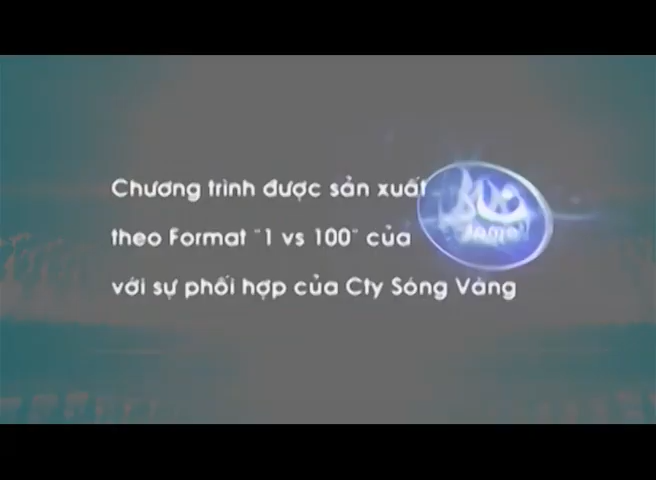 Chương trình được sản xuất
theo Format "1 vs 100" của
với sự phối hợp của Cty Sóng Vàng